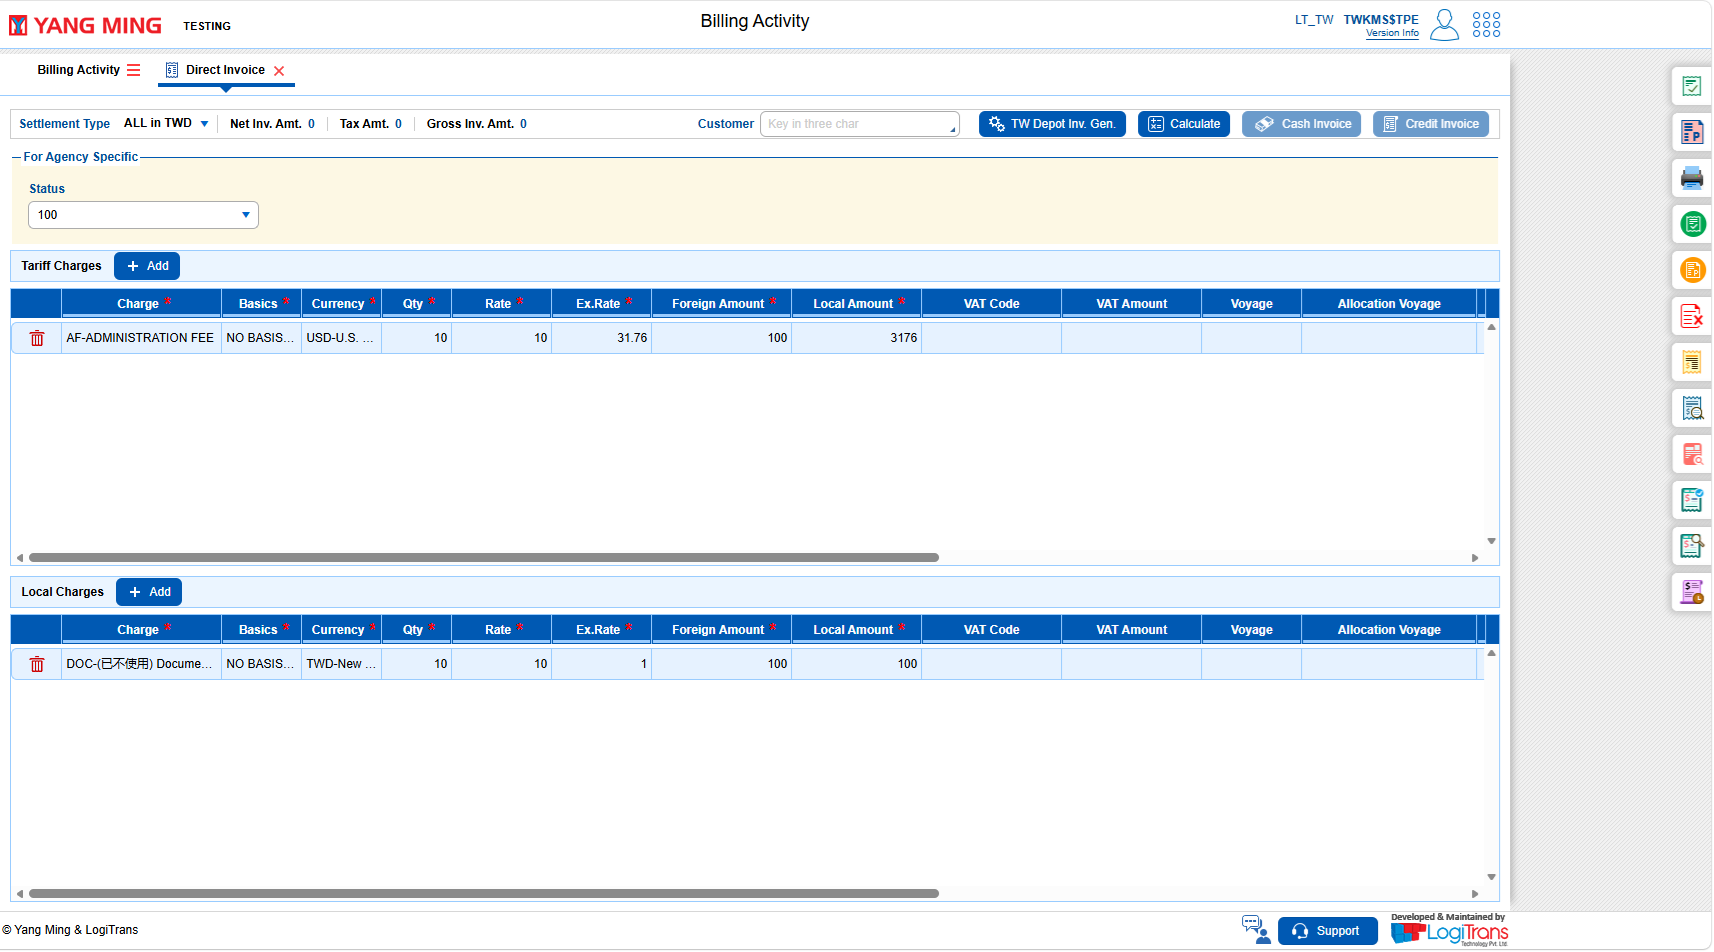 YANG MING TESTING Billing Activity LT_TW TWKMS$TPE
Version Info
Billing Activity Direct Invoice
Settlement Type ALL in TWD Net Inv. Amt. 0 Tax Amt. 0 Gross Inv. Amt. 0 Customer Key in three char TW Depot Inv. Gen. Calculate Cash Invoice Credit Invoice
For Agency Specific
Status
100
Tariff Charges + Add
Charge * Basics * Currency * Qty * Rate * Ex.Rate * Foreign Amount * Local Amount * VAT Code VAT Amount Voyage Allocation Voyage
AF-ADMINISTRATION FEE NO BASIS... USD-U.S. ... 10 10 31.76 100 3176
Local Charges + Add
Charge * Basics * Currency * Qty * Rate * Ex.Rate * Foreign Amount * Local Amount * VAT Code VAT Amount Voyage Allocation Voyage
DOC-(已不使用) Docume... NO BASIS... TWD-New ... 10 10 1 100 100
© Yang Ming & LogiTrans Support Developed & Maintained by
LogiTrans
Technology Pvt. Ltd.